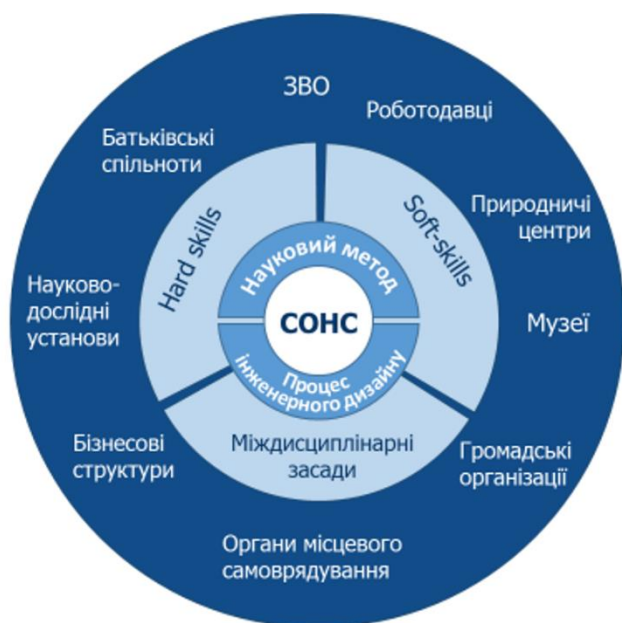 ЗВО
Роботодавці
Батьківські
спільноти
Природничі
центри
Hard skills
Soft-skills
Науковий метод
Науково-
дослідні
установи
СОНС
Музеї
Процес
інженерного дизайну
Бізнесові
структури
Міждисциплінарні
засади
Громадські
організації
Органи місцевого
самоврядування